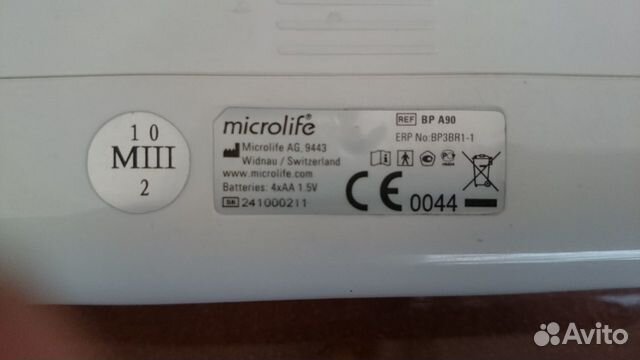 10
MIII
2
microlife®
Microlife AG, 9443
Widnau / Switzerland
www.microlife.com
Batteries: 4xAA 1.5V
SN 241000211
REF BP A90
ERP No:BP3BR1-1
CE 0044
Avito